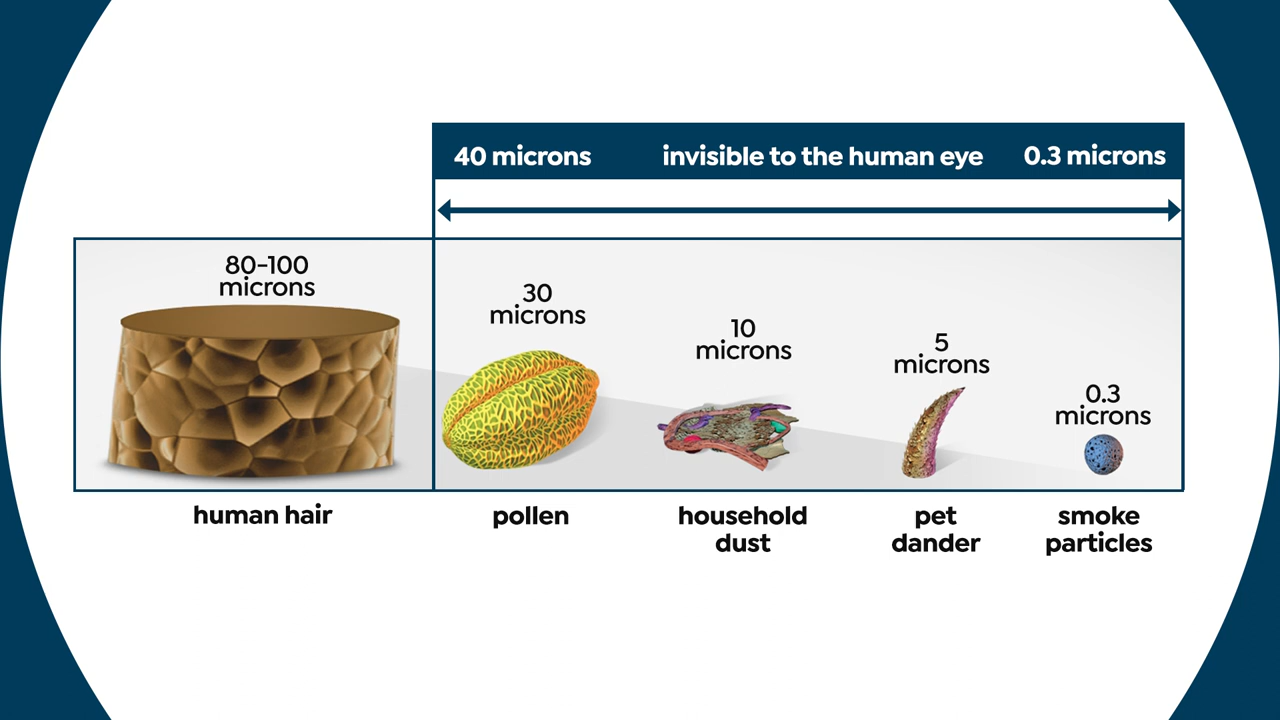 40 microns invisible to the human eye 0.3 microns
80-100
microns
30
microns
10
microns
5
microns
0.3
microns
human hair
pollen
household
dust
pet
dander
smoke
particles